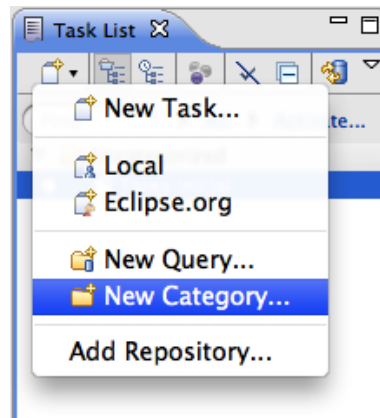 Task List
New Task...
Local
Eclipse.org
New Query...
New Category...
Add Repository...